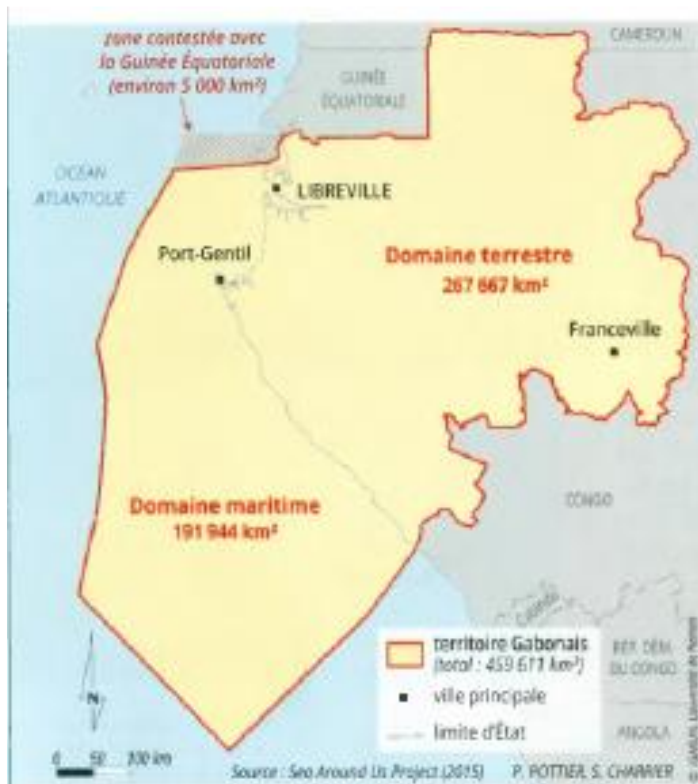 zone contestée avec
la Guinée Équatoriale
(environ 5 000 km²)
CAMEROUN
GUINÉE
ÉQUATORIALE
OCÉAN
ATLANTIQUE
LIBREVILLE
Port-Gentil
Domaine terrestre
267 667 km²
Franceville
Domaine maritime
191 944 km²
CONGO
territoire Gabonais
(total : 459 611 km²)
ville principale
limite d'État
RÉP. DÉM.
DU CONGO
ANGOLA
N
0 50 100 km
Source : Sea Around Us Project (2015) P. POTTIER, S. CHARRIER